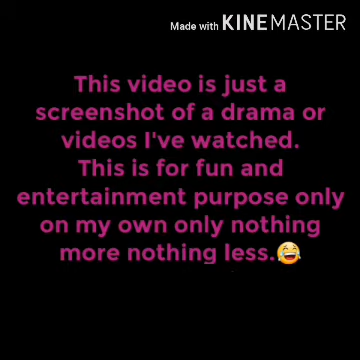 Made with KINEMASTER
This video is just a
screenshot of a drama or
videos I've watched.
This is for fun and
entertainment purpose only
on my own only nothing
more nothing less.😂